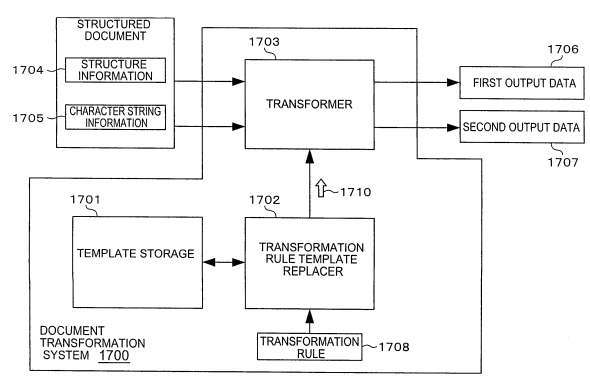 STRUCTURED
DOCUMENT
1704
STRUCTURE
INFORMATION
1705
CHARACTER STRING
INFORMATION
1703
TRANSFORMER
1706
FIRST OUTPUT DATA
SECOND OUTPUT DATA
1707
1710
1701
TEMPLATE STORAGE
1702
TRANSFORMATION
RULE TEMPLATE
REPLACER
DOCUMENT
TRANSFORMATION
SYSTEM 1700
TRANSFORMATION
RULE
1708